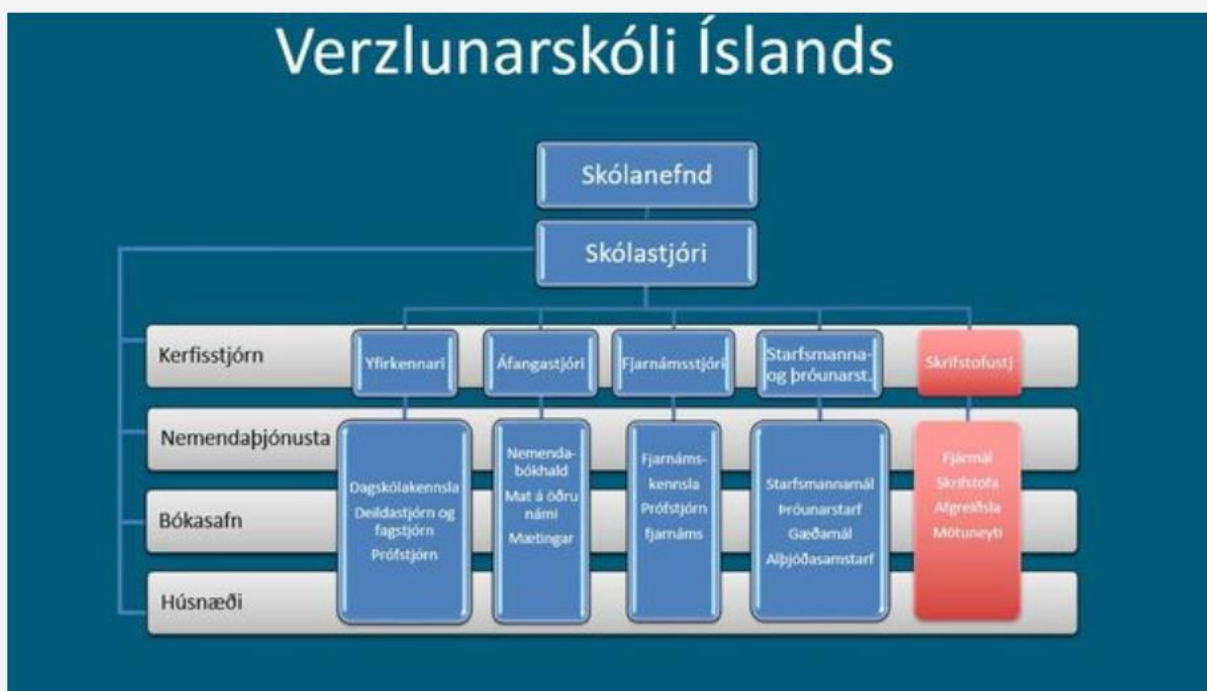 Verzlunarskóli Íslands
Skólanefnd
Skólastjóri
Kerfisstjórn
Yfirkennari
Áfangastjóri
Fjarnámsstjóri
Starfsmanna-
og þróunarst.
Skrifstofustj
Nemendaþjónusta
Bókasafn
Húsnæði
Dagskólakennsla
Deildastjórn og
fagstjórn
Prófstjórn
Nemenda-
bókhald
Mat á öðru
námi
Mætingar
Fjarnáms-
kennsla
Prófstjórn
fjarnáms
Starfsmannamál
Þróunarstarf
Gæðamál
Alþjóðasamstarf
Fjármál
Skrifstofa
Afgreiðsla
Mötuneyti